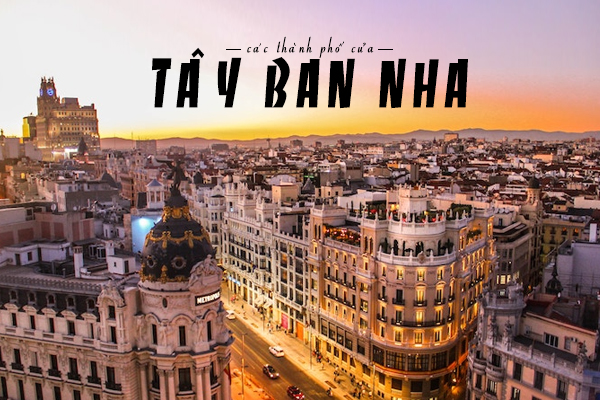 các thành phố của
TÂY BAN NHA
METROPOLIS